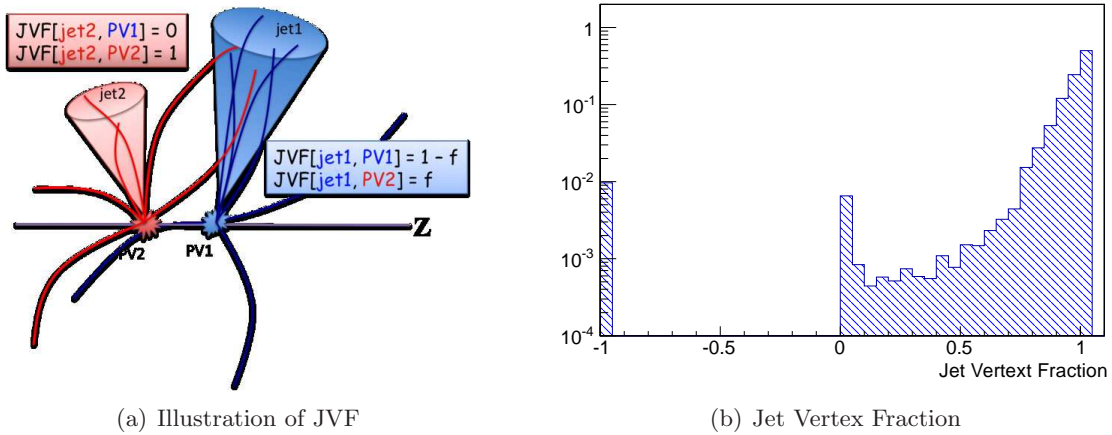 JVF[jet2, PV1] = 0
JVF[jet2, PV2] = 1
jet1
jet2
JVF[jet1, PV1] = 1 - f
JVF[jet1, PV2] = f
Z
PV2
PV1
(a) Illustration of JVF
1
10⁻¹
10⁻²
10⁻³
10⁻⁴
-1
-0.5
0
0.5
1
Jet Vertext Fraction
(b) Jet Vertex Fraction